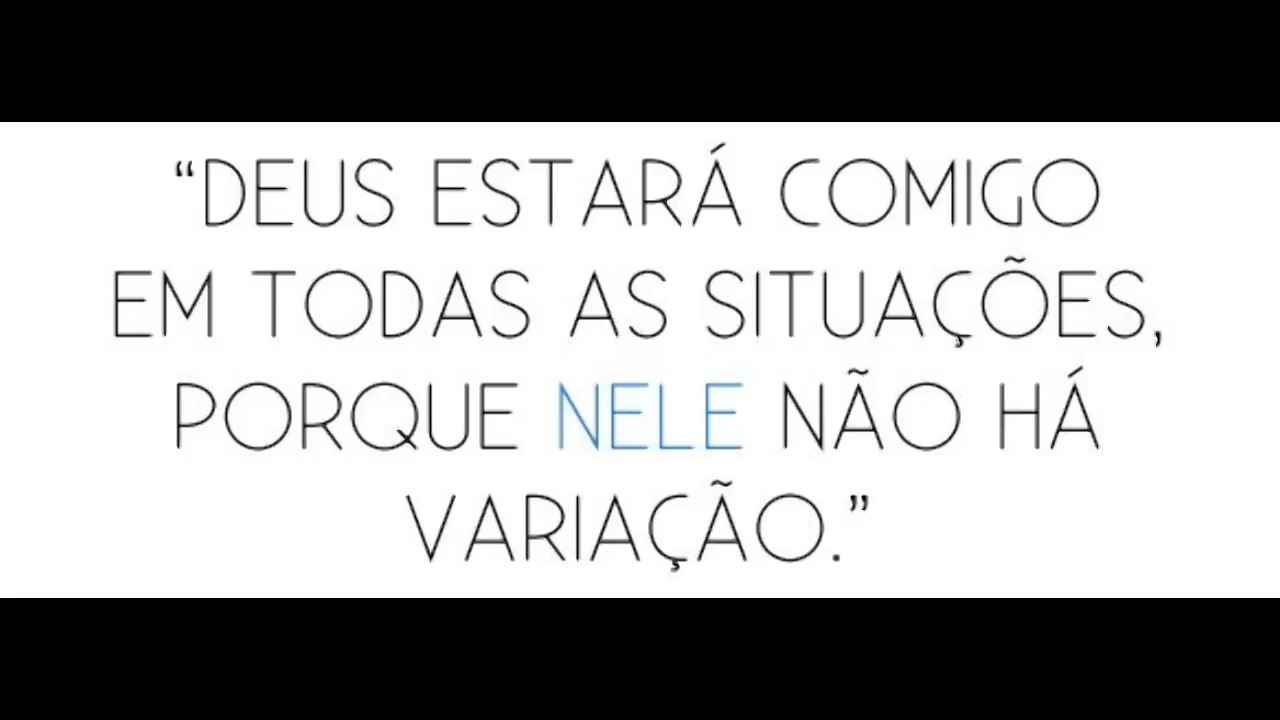 “DEUS ESTARÁ COMIGO
EM TODAS AS SITUAÇÕES,
PORQUE NELE NÃO HÁ
VARIAÇÃO.”